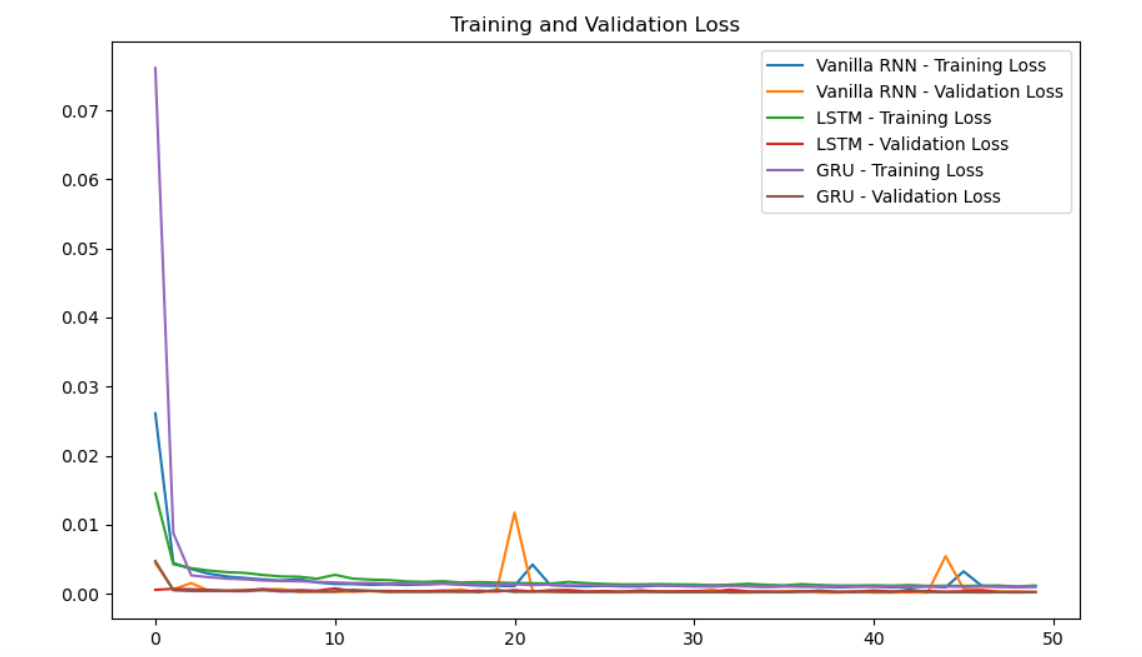 Training and Validation Loss
Vanilla RNN - Training Loss
Vanilla RNN - Validation Loss
LSTM - Training Loss
LSTM - Validation Loss
GRU - Training Loss
GRU - Validation Loss
0.07
0.06
0.05
0.04
0.03
0.02
0.01
0.00
0 10 20 30 40 50